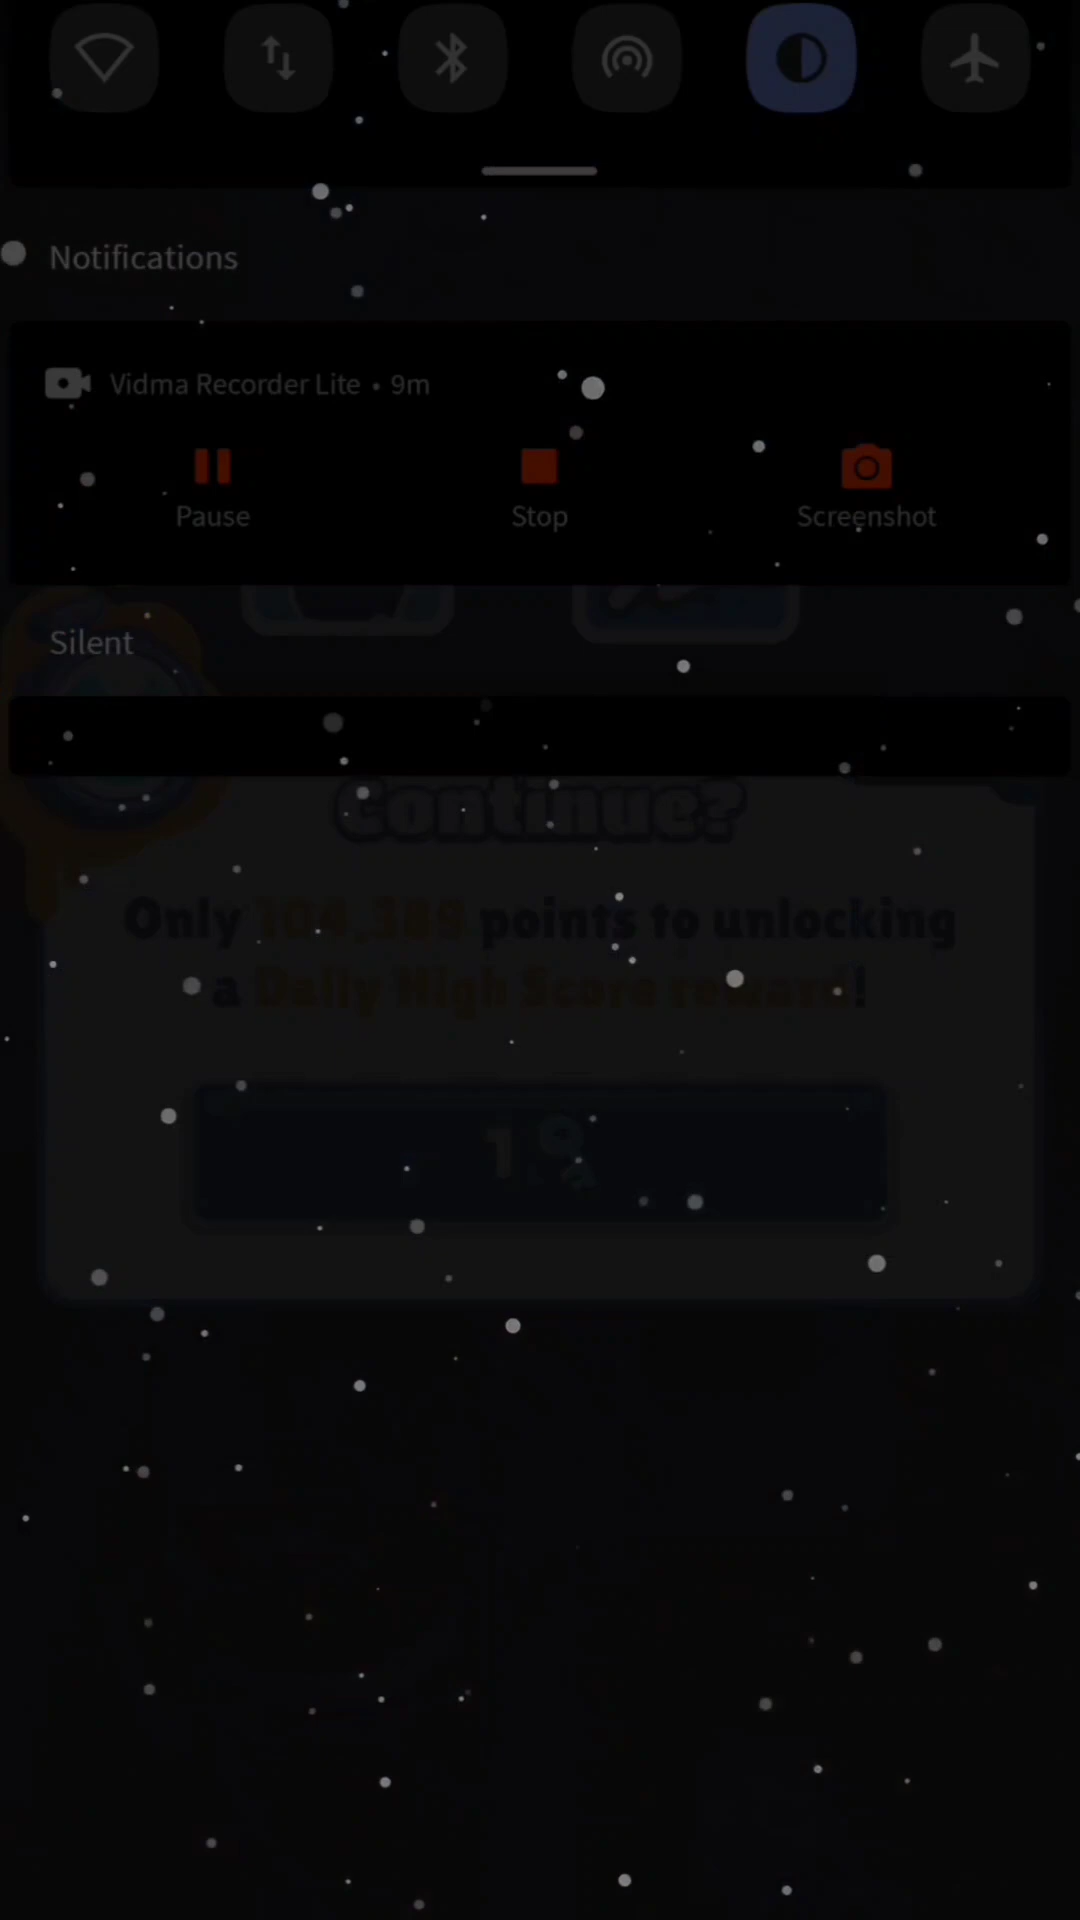 Notifications
Vidma Recorder Lite • 9m
Pause
Stop
Screenshot
Silent
Continue?
Only 104,389 points to unlocking
a Daily High Score reward!